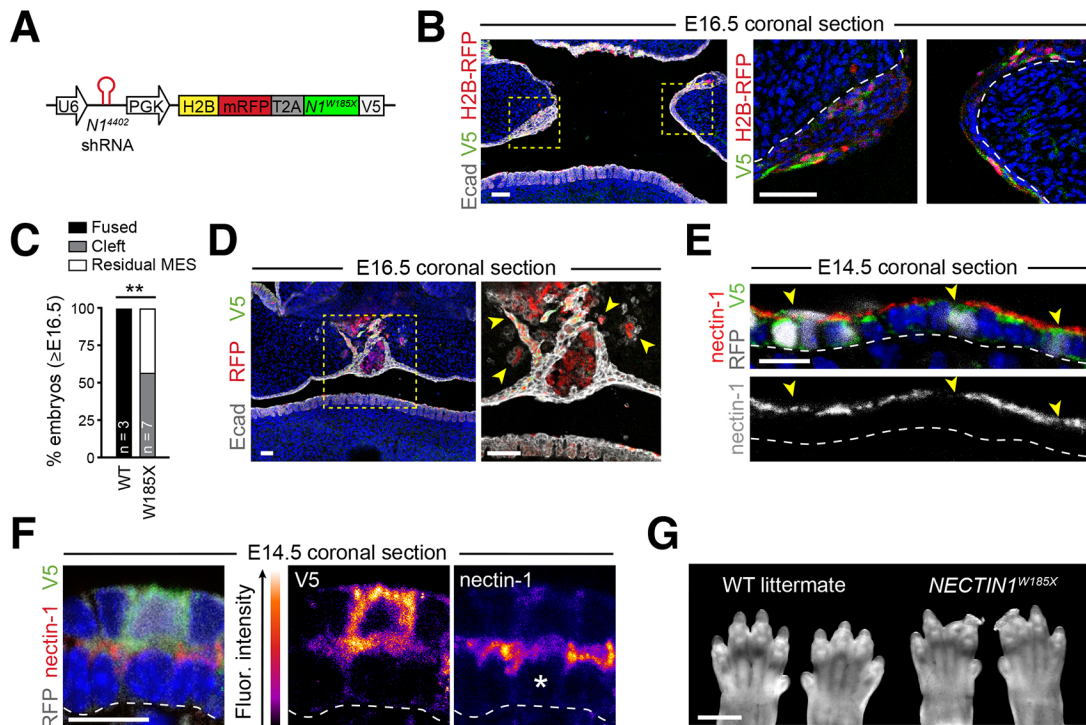 A
U6
N1⁴⁴⁰²
shRNA
PGK
H2B
mRFP
T2A
N1ᵂ¹⁸⁵ˣ
V5
B
E16.5 coronal section
Ecad V5 H2B-RFP
V5 H2B-RFP
C
Fused
Cleft
Residual MES
**
% embryos (≥E16.5)
100
75
50
25
0
n = 3
n = 7
WT
W185X
D
E16.5 coronal section
Ecad RFP V5
E
E14.5 coronal section
nectin-1 V5
RFP
nectin-1
F
E14.5 coronal section
RFP nectin-1 V5
Fluor. intensity
V5
nectin-1
*
G
WT littermate
NECTIN1ᵂ¹⁸⁵ˣ